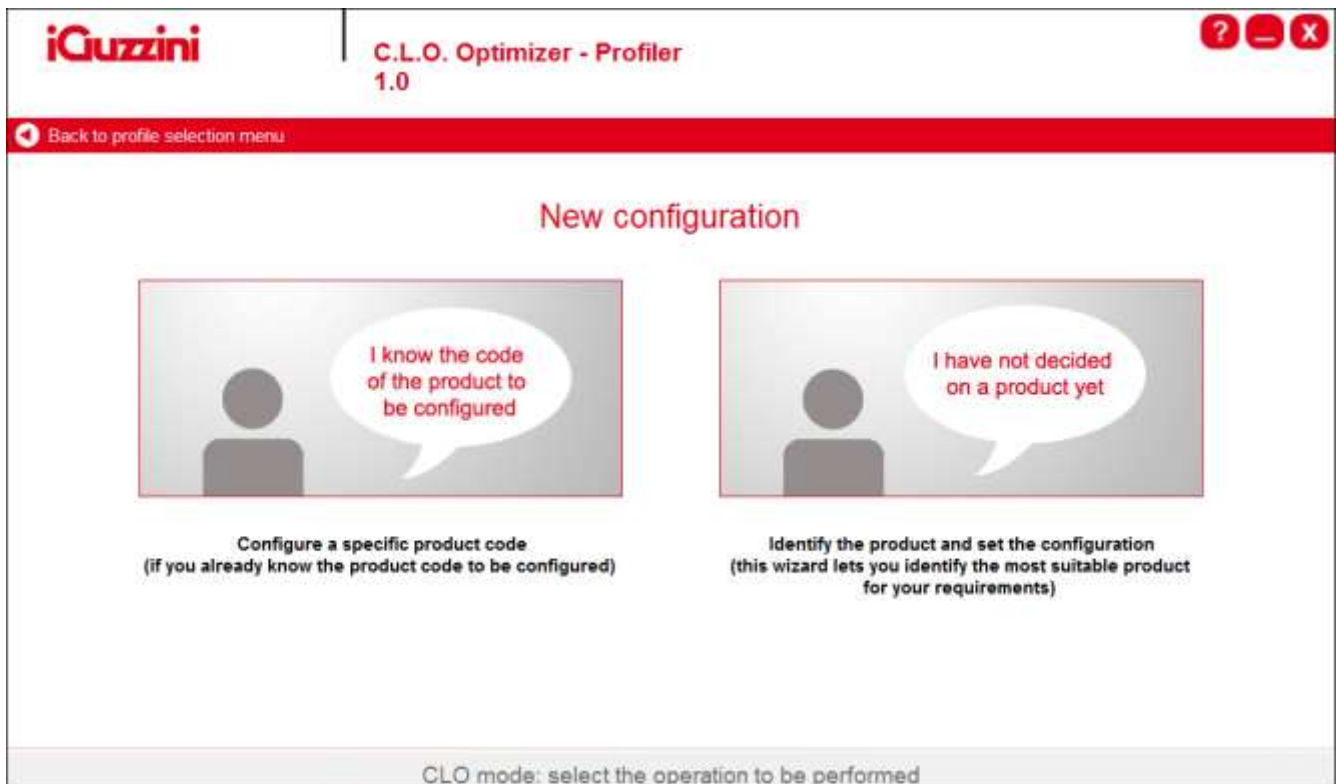 iGuzzini
C.L.O. Optimizer - Profiler
1.0
? _ X
Back to profile selection menu
New configuration
I know the code
of the product to
be configured
I have not decided
on a product yet
Configure a specific product code
(if you already know the product code to be configured)
Identify the product and set the configuration
(this wizard lets you identify the most suitable product
for your requirements)
CLO mode: select the operation to be performed